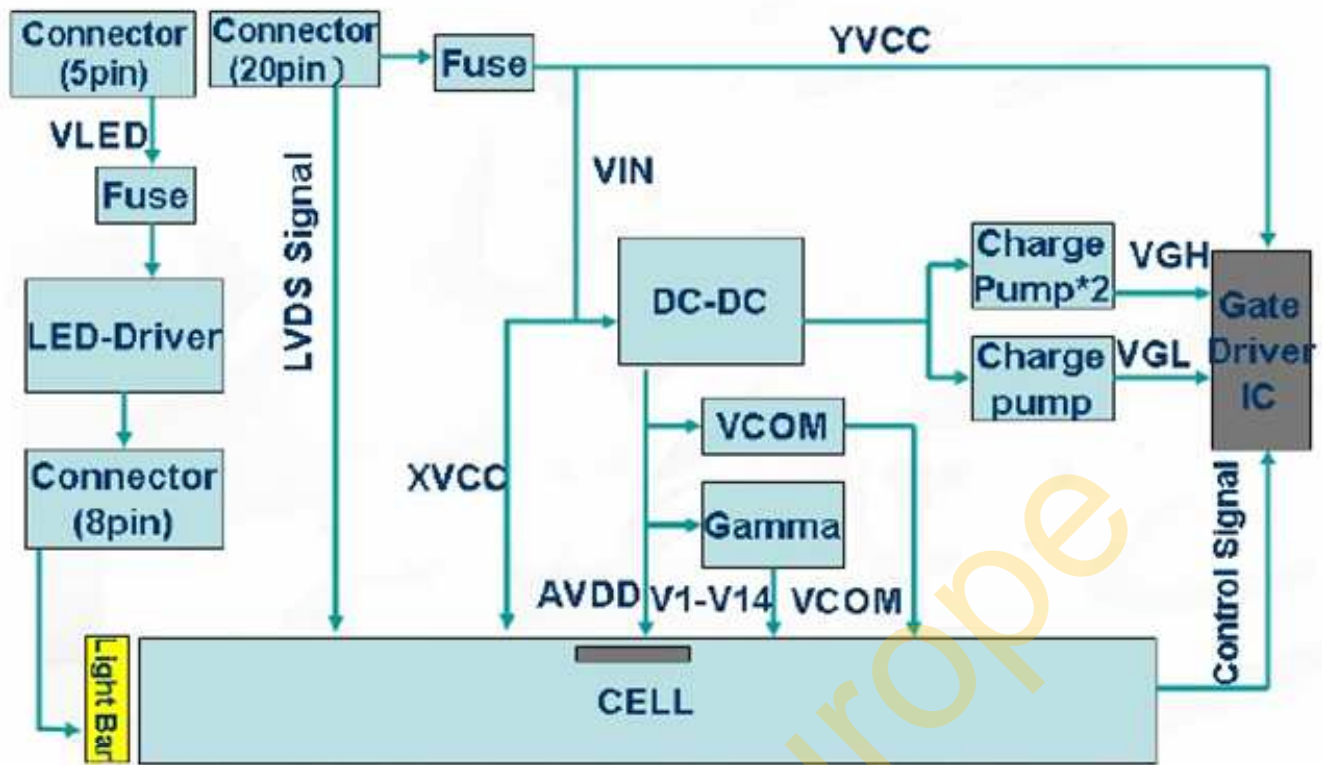 Connector
(5pin)
Connector
(20pin )
Fuse
YVCC
VLED
Fuse
LVDS Signal
VIN
LED-Driver
DC-DC
Charge
Pump*2
VGH
Charge
pump
VGL
Gate
Driver
IC
Connector
(8pin)
XVCC
VCOM
Gamma
AVDD
V1-V14
VCOM
Control Signal
Light Bar
CELL